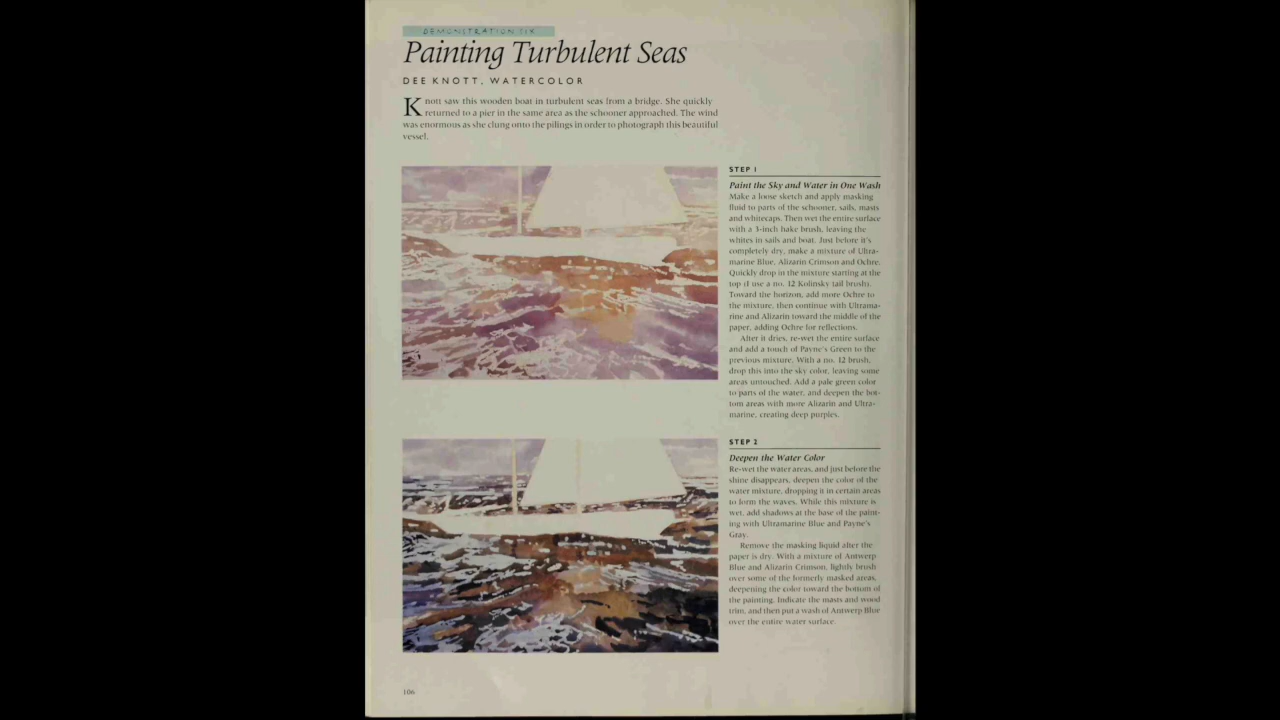 DEMONSTRATION SIX
Painting Turbulent Seas
DEE KNOTT, WATERCOLOR
Knott saw this wooden boat in turbulent seas from a bridge. She quickly
returned to a pier in the same area as the schooner approached. The wind
was enormous as she clung onto the pilings in order to photograph this beautiful
vessel.
STEP 1
Paint the Sky and Water in One Wash
Make a loose sketch and apply masking
fluid to parts of the schooner, sails, masts
and whitecaps. Then wet the entire surface
with a 3-inch hake brush, leaving the
whites in sails and boat. Just before it's
completely dry, make a mixture of Ultra-
marine Blue, Alizarin Crimson and Ochre.
Quickly drop in the mixture starting at the
top (I use a no. 12 Kolinsky tail brush).
Toward the horizon, add more Ochre to
the mixture, then continue with Ultrama-
rine and Alizarin toward the middle of the
paper, adding Ochre for reflections.
After it dries, re-wet the entire surface
and add a touch of Payne's Green to the
previous mixture. With a no. 12 brush,
drop this into the sky color, leaving some
areas untouched. Add a pale green color
to parts of the water, and deepen the bot-
tom areas with more Alizarin and Ultra-
marine, creating deep purples.
STEP 2
Deepen the Water Color
Re-wet the water areas, and just before the
shine disappears, deepen the color of the
water mixture, dropping it in certain areas
to form the waves. While this mixture is
wet, add shadows at the base of the paint-
ing with Ultramarine Blue and Payne's
Gray.
Remove the masking liquid after the
paper is dry. With a mixture of Antwerp
Blue and Alizarin Crimson, lightly brush
over some of the formerly masked areas,
deepening the color toward the bottom of
the painting. Indicate the masts and wood
trim, and then put a wash of Antwerp Blue
over the entire water surface.
106